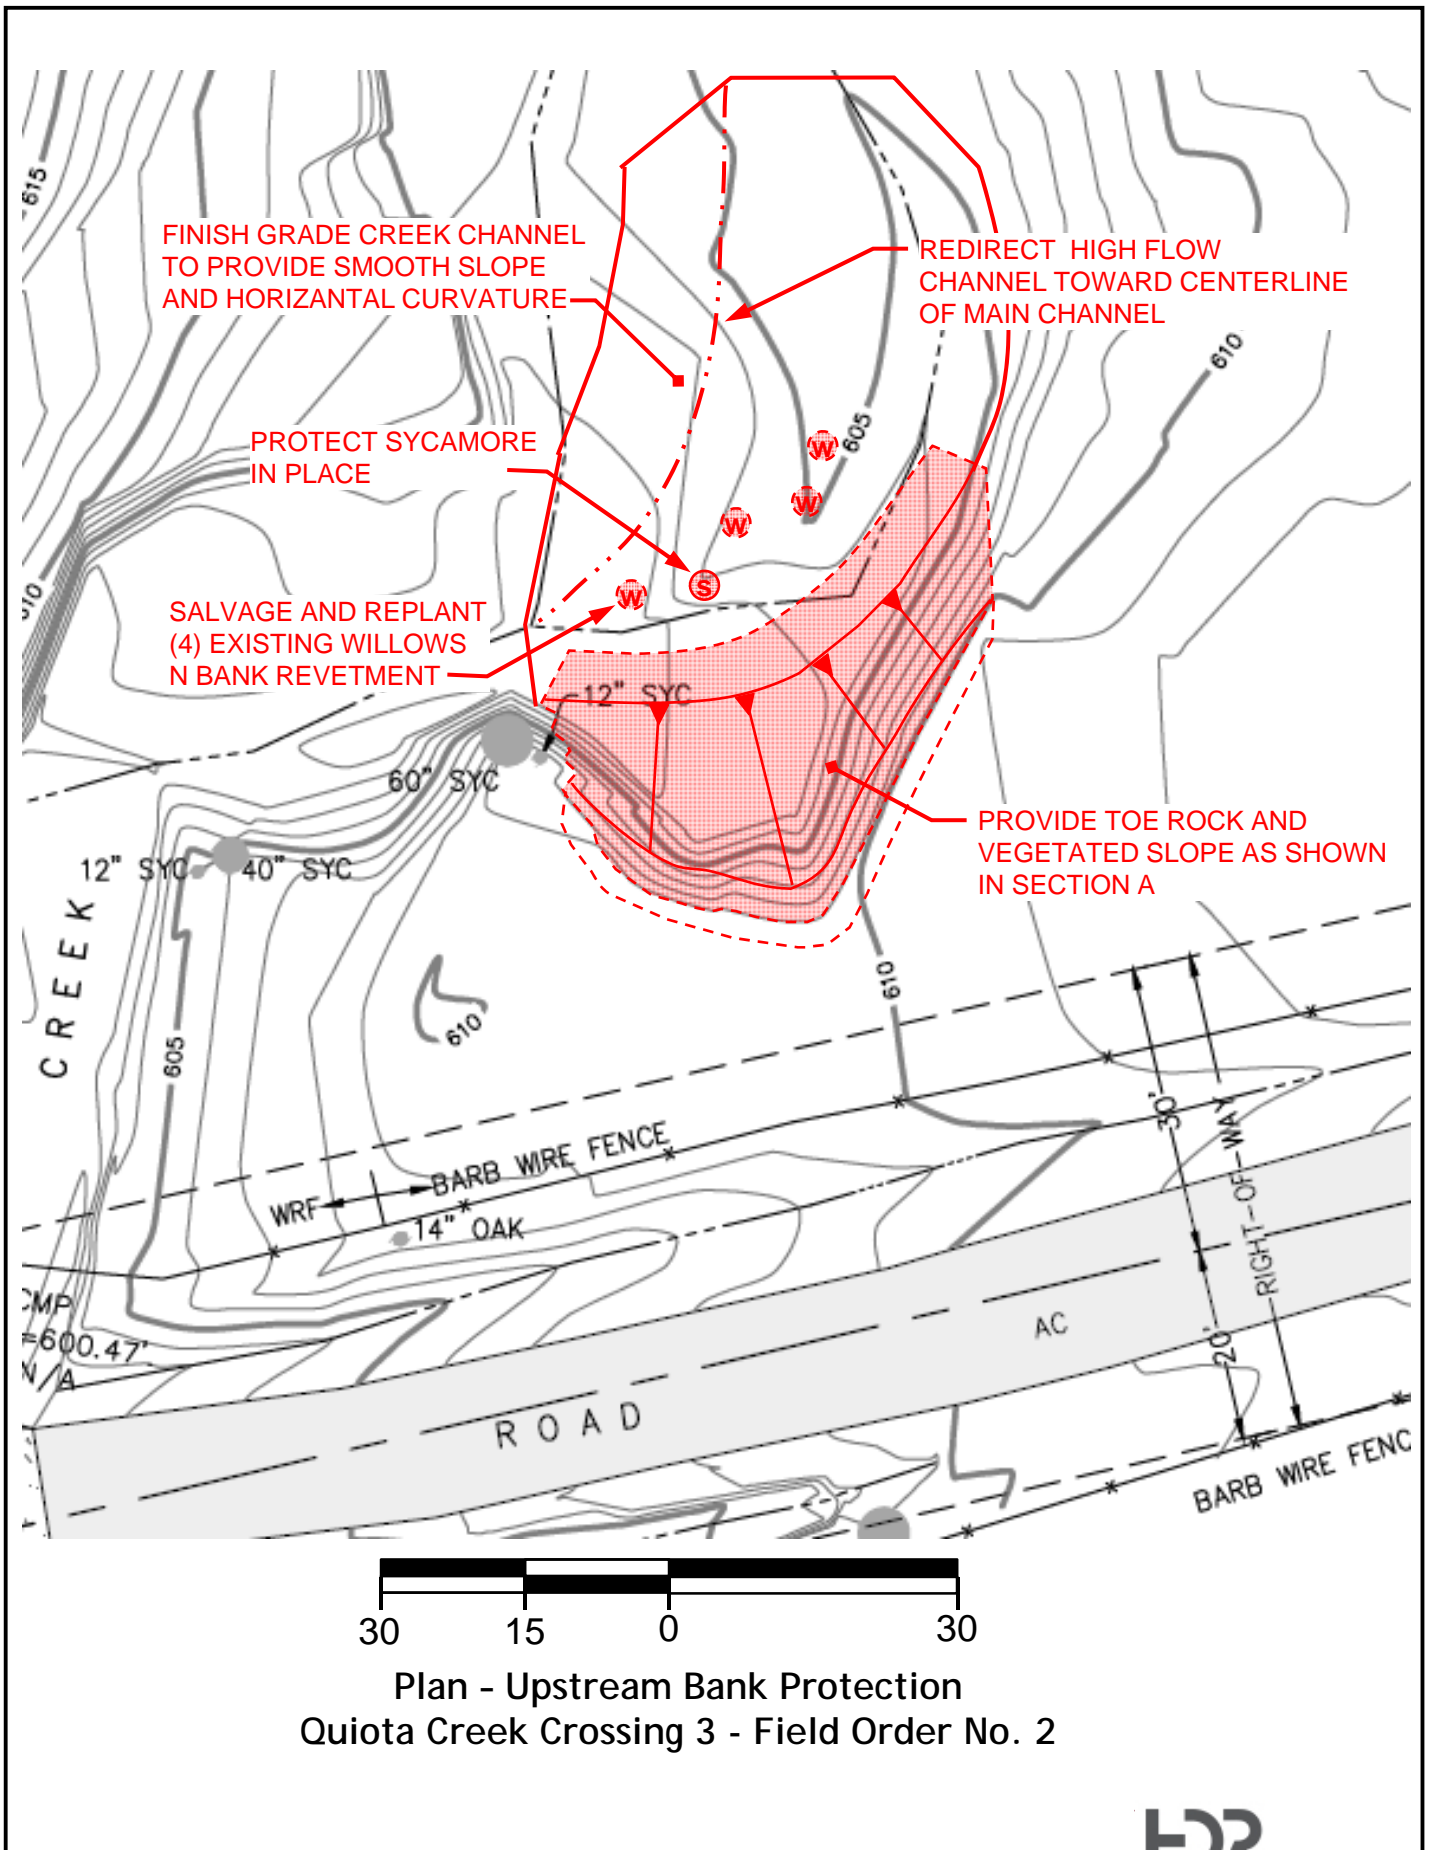 615
FINISH GRADE CREEK CHANNEL
TO PROVIDE SMOOTH SLOPE
AND HORIZANTAL CURVATURE
REDIRECT HIGH FLOW
CHANNEL TOWARD CENTERLINE
OF MAIN CHANNEL
610
PROTECT SYCAMORE
IN PLACE
605
W
W
W
W
S
610
SALVAGE AND REPLANT
(4) EXISTING WILLOWS
N BANK REVETMENT
12" SYC
60" SYC
PROVIDE TOE ROCK AND
VEGETATED SLOPE AS SHOWN
IN SECTION A
12" SYC
40" SYC
CREEK
610
610
605
30'
RIGHT-OF-WAY
BARB WIRE FENCE
WRF
14" OAK
CMP
=600.47'
N/A
AC
20'
ROAD
BARB WIRE FENC
30
15
0
30
Plan - Upstream Bank Protection
Quiota Creek Crossing 3 - Field Order No. 2